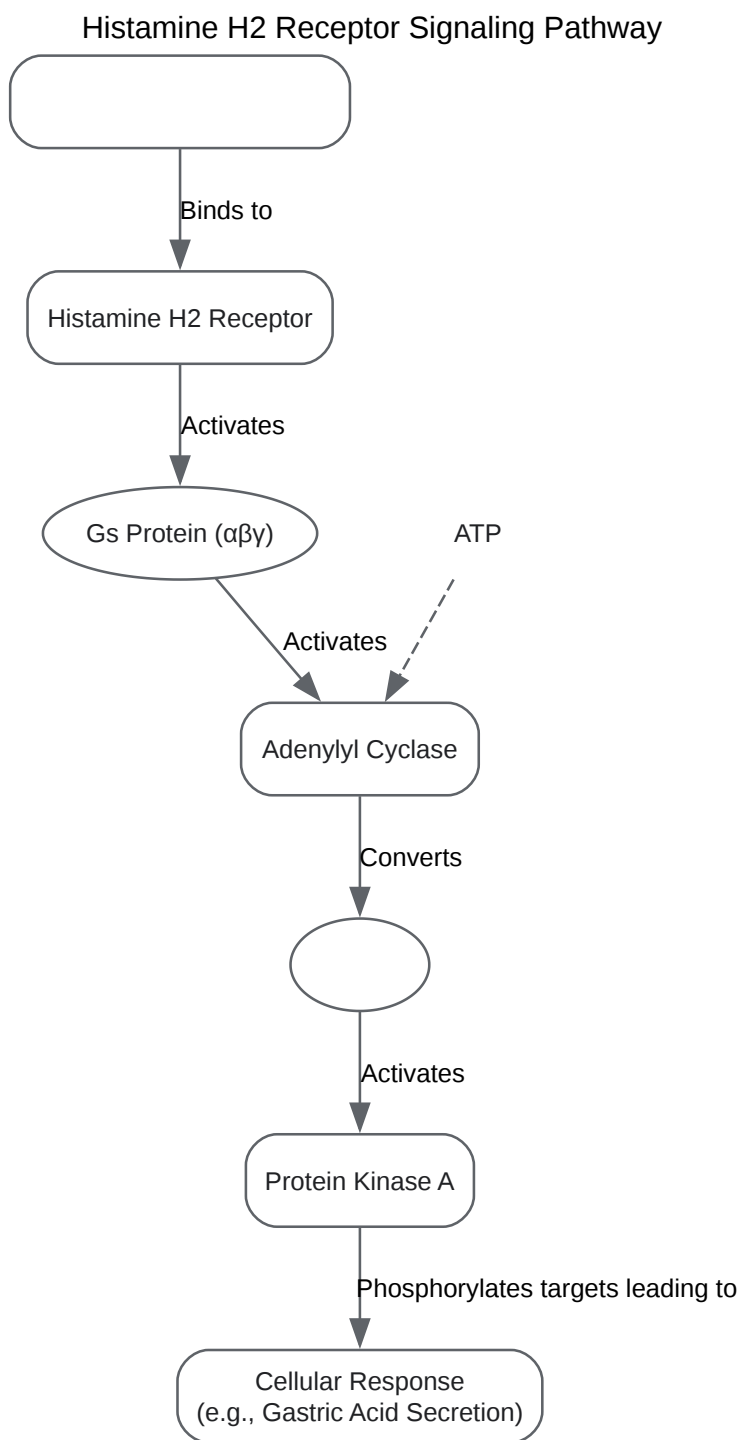 Histamine H2 Receptor Signaling Pathway
Binds to
Histamine H2 Receptor
Activates
Gs Protein (αβγ)
ATP
Activates
Adenylyl Cyclase
Converts
Activates
Protein Kinase A
Phosphorylates targets leading to
Cellular Response
(e.g., Gastric Acid Secretion)